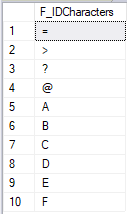 F_IDCharacters
1 =
2 >
3 ?
4 @
5 A
6 B
7 C
8 D
9 E
10 F